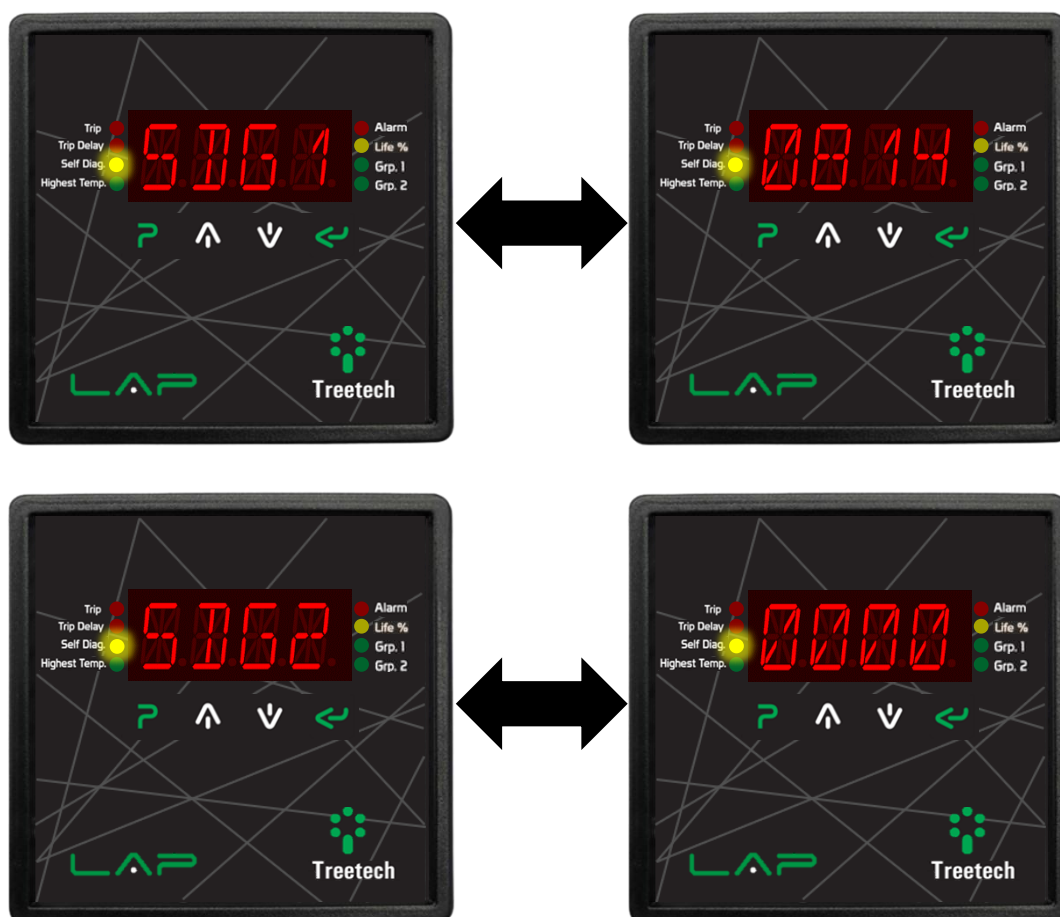 Trip
Trip Delay
Self Diag.
Highest Temp.
SDG1
Alarm
Life %
Grp. 1
Grp. 2
LAP
Treetech
Trip
Trip Delay
Self Diag.
Highest Temp.
0814
Alarm
Life %
Grp. 1
Grp. 2
LAP
Treetech
Trip
Trip Delay
Self Diag.
Highest Temp.
SDG2
Alarm
Life %
Grp. 1
Grp. 2
LAP
Treetech
Trip
Trip Delay
Self Diag.
Highest Temp.
0000
Alarm
Life %
Grp. 1
Grp. 2
LAP
Treetech